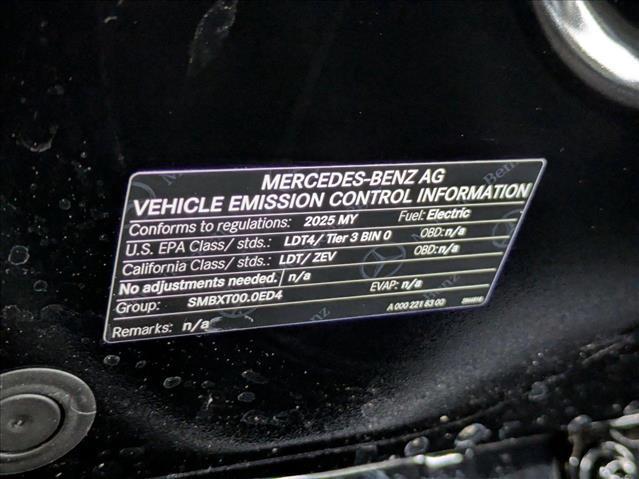 MERCEDES-BENZ AG
VEHICLE EMISSION CONTROL INFORMATION
Conforms to regulations: 2025 MY Fuel: Electric
U.S. EPA Class/ stds.: LDT4/ Tier 3 BIN 0 OBD: n/a
California Class/ stds.: LDT/ ZEV OBD: n/a
No adjustments needed. n/a
Group: SMBXT00.0ED4 EVAP: n/a
Remarks: n/a A 000 221 83 00